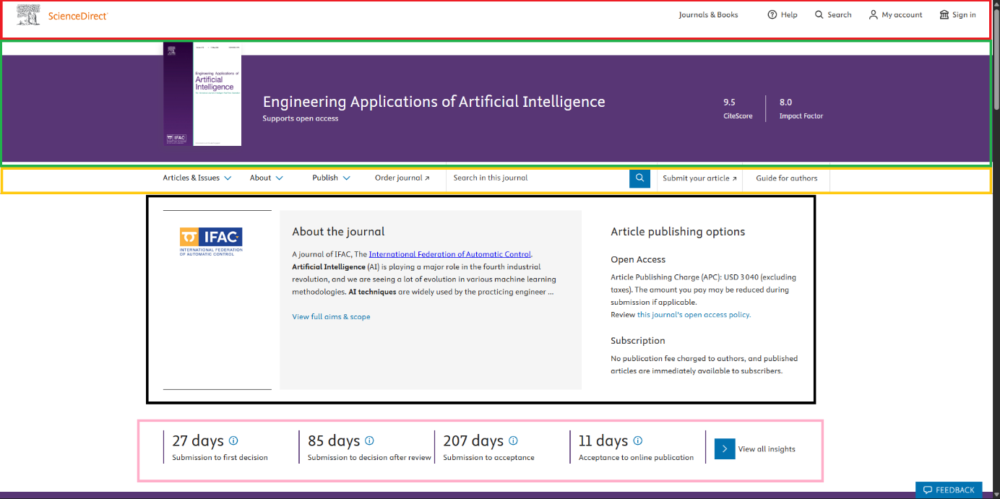 ScienceDirect
Journals & Books
Help
Search
My account
Sign in
Engineering Applications of
Artificial
Intelligence
IFAC
Engineering Applications of Artificial Intelligence
Supports open access
9.5
CiteScore
8.0
Impact Factor
Articles & Issues
About
Publish
Order journal
Search in this journal
Submit your article
Guide for authors
IFAC
INTERNATIONAL FEDERATION
OF AUTOMATIC CONTROL
About the journal
A journal of IFAC, The International Federation of Automatic Control.
Artificial Intelligence (AI) is playing a major role in the fourth industrial
revolution, and we are seeing a lot of evolution in various machine learning
methodologies. AI techniques are widely used by the practicing engineer ...
View full aims & scope
Article publishing options
Open Access
Article Publishing Charge (APC): USD 3040 (excluding
taxes). The amount you pay may be reduced during
submission if applicable.
Review this journal's open access policy.
Subscription
No publication fee charged to authors, and published
articles are immediately available to subscribers.
27 days
Submission to first decision
85 days
Submission to decision after review
207 days
Submission to acceptance
11 days
Acceptance to online publication
View all insights
FEEDBACK